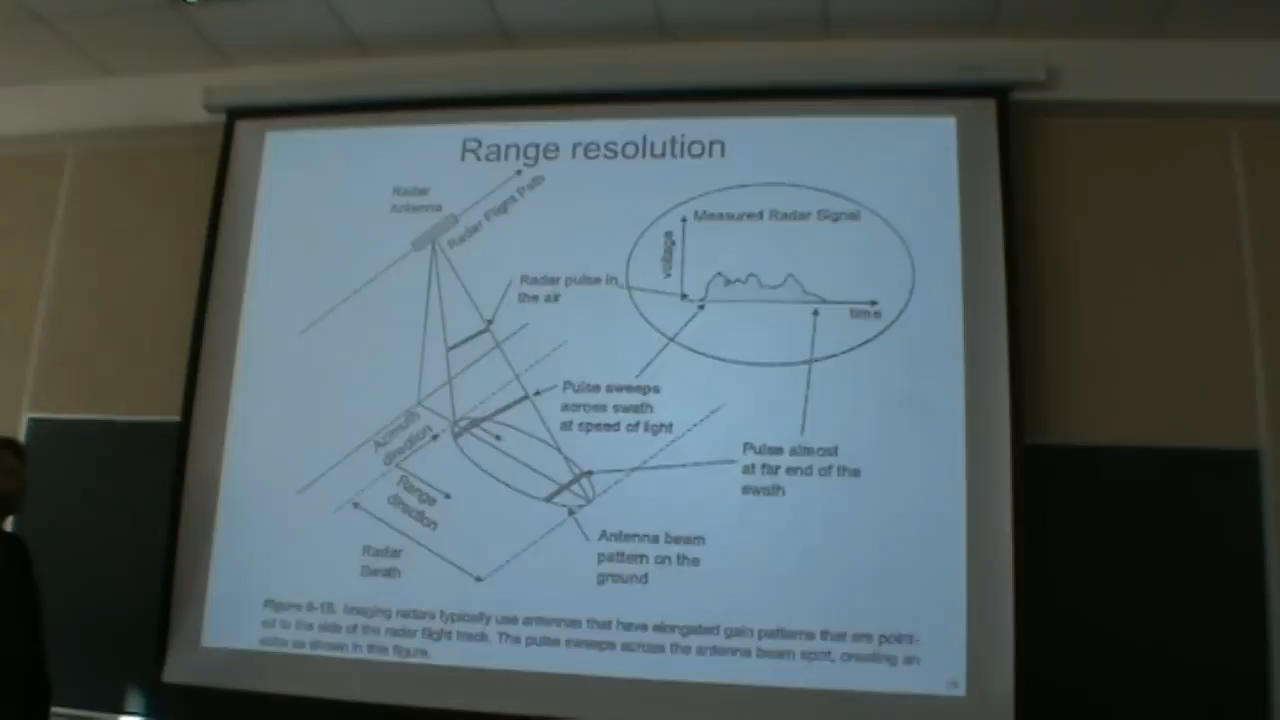 Range resolution
Radar
Antenna
Radar Flight Path
Measured Radar Signal
voltage
time
Radar pulse in
the air
Pulse sweeps
across swath
at speed of light
Azimuth
direction
Range
direction
Pulse almost
at far end of the
swath
Radar
Swath
Antenna beam
pattern on the
ground
Imaging radars typically use antennas that have elongated gain patterns that are point-
ed to the side of the radar flight track. The pulse sweeps across the antenna beam spot, creating an
as shown in this figure.